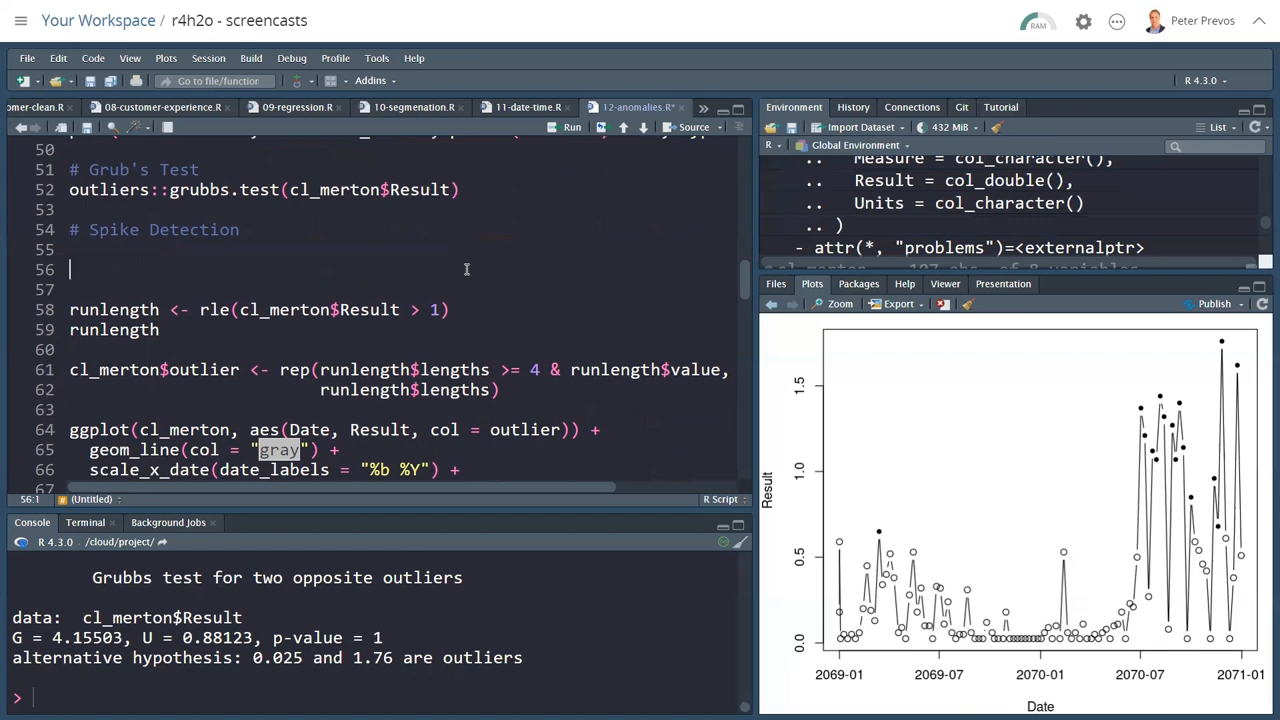 Your Workspace / r4h2o - screencasts
RAM
Peter Prevos
File Edit Code View Plots Session Build Debug Profile Tools Help
Go to file/function Addins R 4.3.0
omer-clean.R 08-customer-experience.R 09-regression.R 10-segmenation.R 11-date-time.R 12-anomalies.R*
Run Source
50
51 # Grub's Test
52 outliers::grubbs.test(cl_merton$Result)
53
54 # Spike Detection
55
56
57
58 runlength <- rle(cl_merton$Result > 1)
59 runlength
60
61 cl_merton$outlier <- rep(runlength$lengths >= 4 & runlength$value,
62 runlength$lengths)
63
64 ggplot(cl_merton, aes(Date, Result, col = outlier)) +
65 geom_line(col = "gray") +
66 scale_x_date(date_labels = "%b %Y") +
67
56:1 # (Untitled) R Script
Console Terminal Background Jobs
R 4.3.0 . /cloud/project/
Grubbs test for two opposite outliers
data: cl_merton$Result
G = 4.15503, U = 0.88123, p-value = 1
alternative hypothesis: 0.025 and 1.76 are outliers
>
Environment History Connections Git Tutorial
Import Dataset 432 MiB List
R Global Environment
.. Measure = col_character(),
.. Result = col_double(),
.. Units = col_character()
.. )
- attr(*, "problems")=<externalptr>
Files Plots Packages Help Viewer Presentation
Zoom Export Publish
1.5
1.0
0.5
0.0
Result
2069-01 2069-07 2070-01 2070-07 2071-01
Date